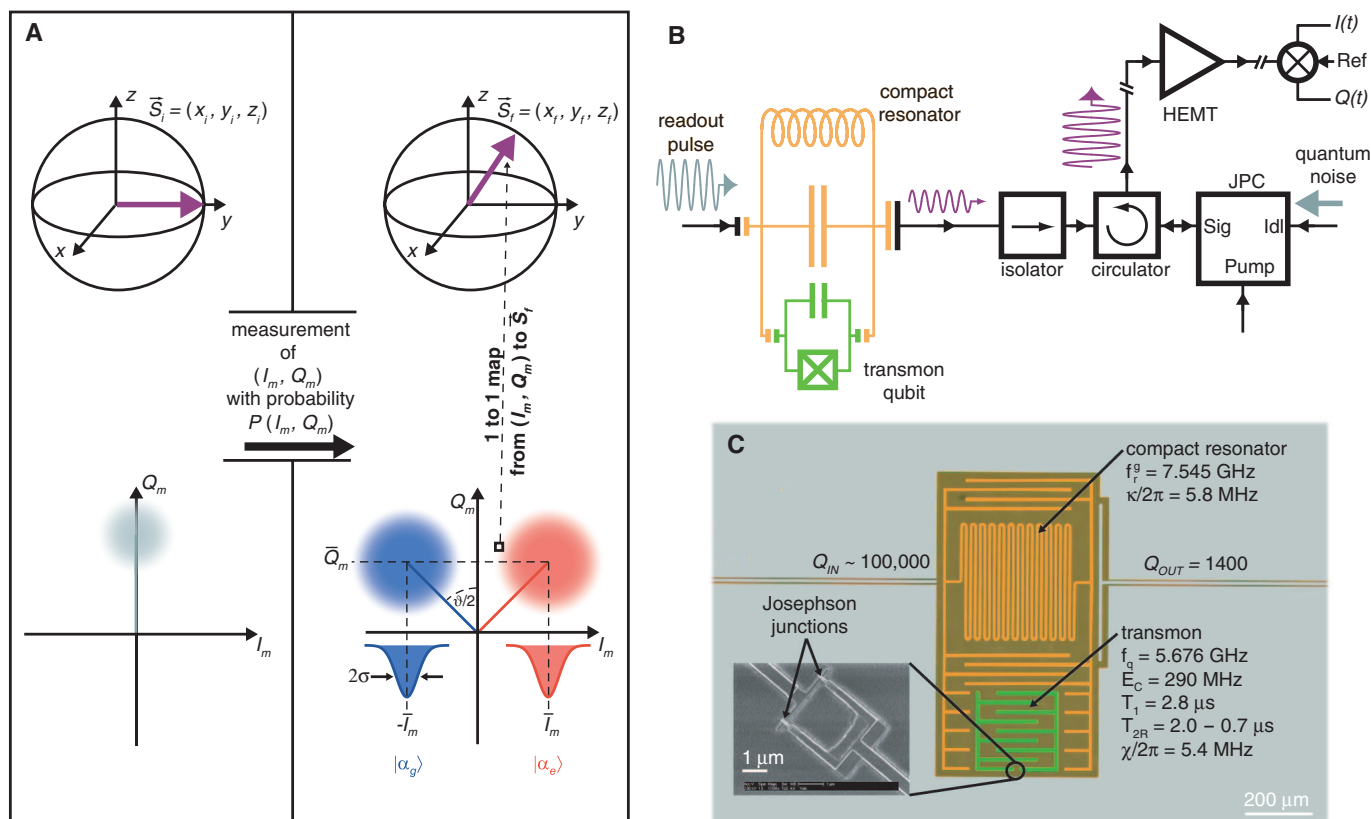 A
z
S⃗i = (xi, yi, zi)
y
x
z
S⃗f = (xf, yf, zf)
y
x
measurement
of
(Im, Qm)
with probability
P (Im, Qm)
1 to 1 map
from (Im, Qm) to S⃗f
Qm
Im
Qm
Q̄m
ϑ/2
Im
2σ
-Īm
Īm
|αg⟩
|αe⟩
B
readout
pulse
compact
resonator
transmon
qubit
isolator
circulator
HEMT
I(t)
Ref
Q(t)
quantum
noise
JPC
Sig
Idl
Pump
C
compact resonator
f_r^g = 7.545 GHz
κ/2π = 5.8 MHz
QIN ~ 100,000
QOUT = 1400
Josephson
junctions
transmon
fq = 5.676 GHz
EC = 290 MHz
T1 = 2.8 μs
T2R = 2.0 – 0.7 μs
χ/2π = 5.4 MHz
1 μm
200 μm